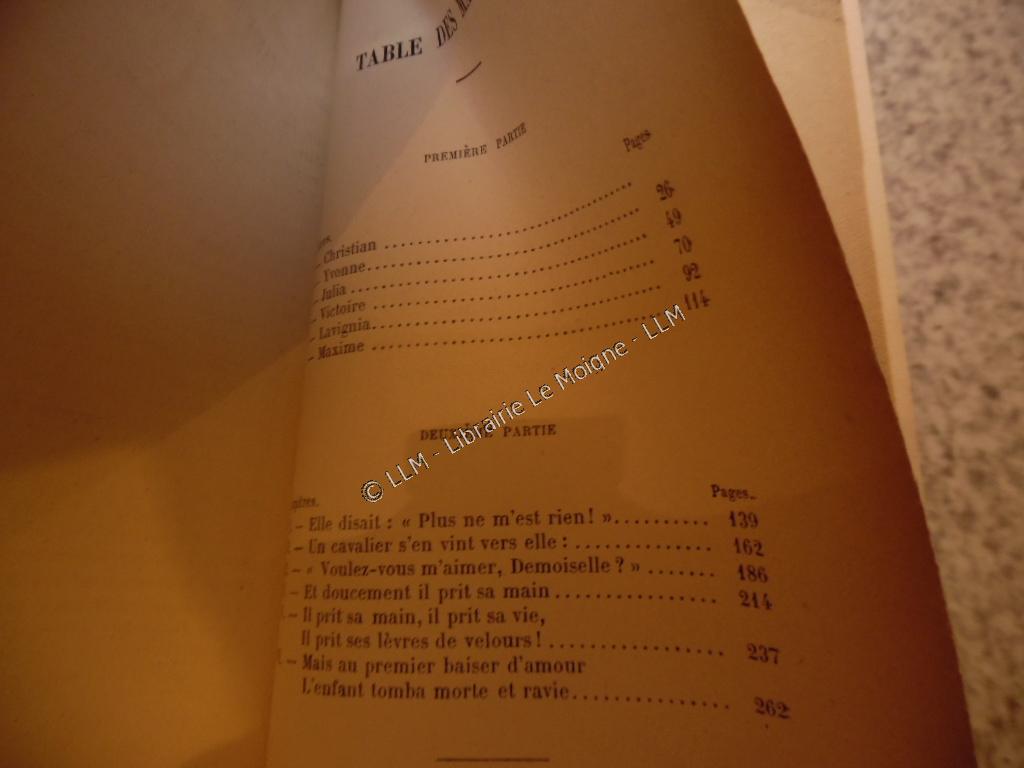 TABLE DES
PREMIÈRE PARTIE
Pages
Christian ........................
Yvonne........................ 26
Julia ........................ 49
Victoire ........................ 70
Lavignia........................ 92
Maxime ........................ 114
DEUXIÈME PARTIE
Pages.
– Elle disait : « Plus ne m'est rien! ».......... 139
– Un cavalier s'en vint vers elle : ............... 162
– « Voulez-vous m'aimer, Demoiselle ? » ....... 186
– Et doucement il prit sa main ................. 214
– Il prit sa main, il prit sa vie,
Il prit ses lèvres de velours! .................. 237
– Mais au premier baiser d'amour
L'enfant tomba morte et ravie................ 262
© LLM - Librairie Le Moigne - LLM